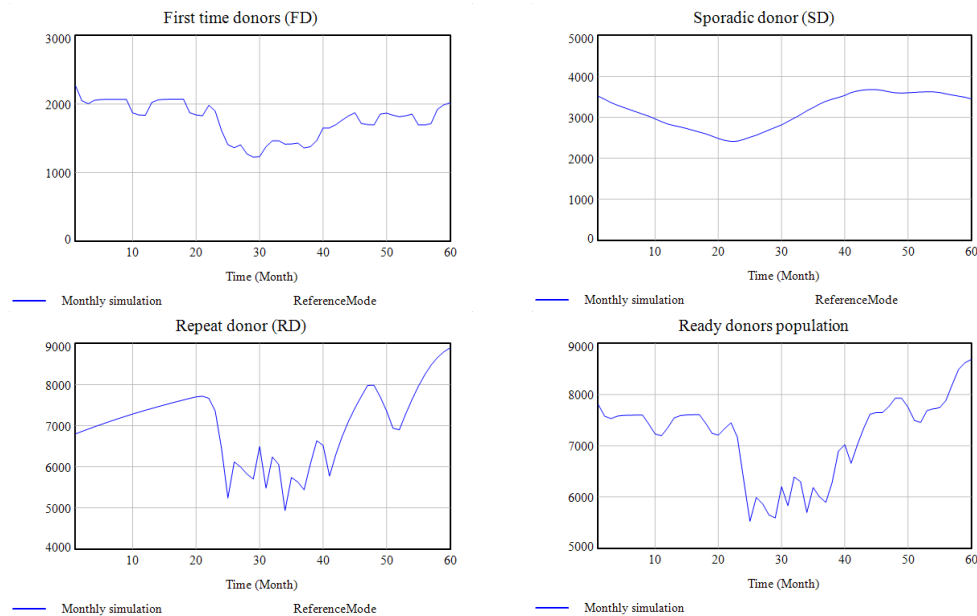 First time donors (FD)
3000
2000
1000
0
10 20 30 40 50 60
Time (Month)
Monthly simulation ReferenceMode
Sporadic donor (SD)
5000
4000
3000
2000
1000
0
10 20 30 40 50 60
Time (Month)
Monthly simulation ReferenceMode
Repeat donor (RD)
9000
8000
7000
6000
5000
4000
10 20 30 40 50 60
Time (Month)
Monthly simulation ReferenceMode
Ready donors population
9000
8000
7000
6000
5000
10 20 30 40 50 60
Time (Month)
Monthly simulation